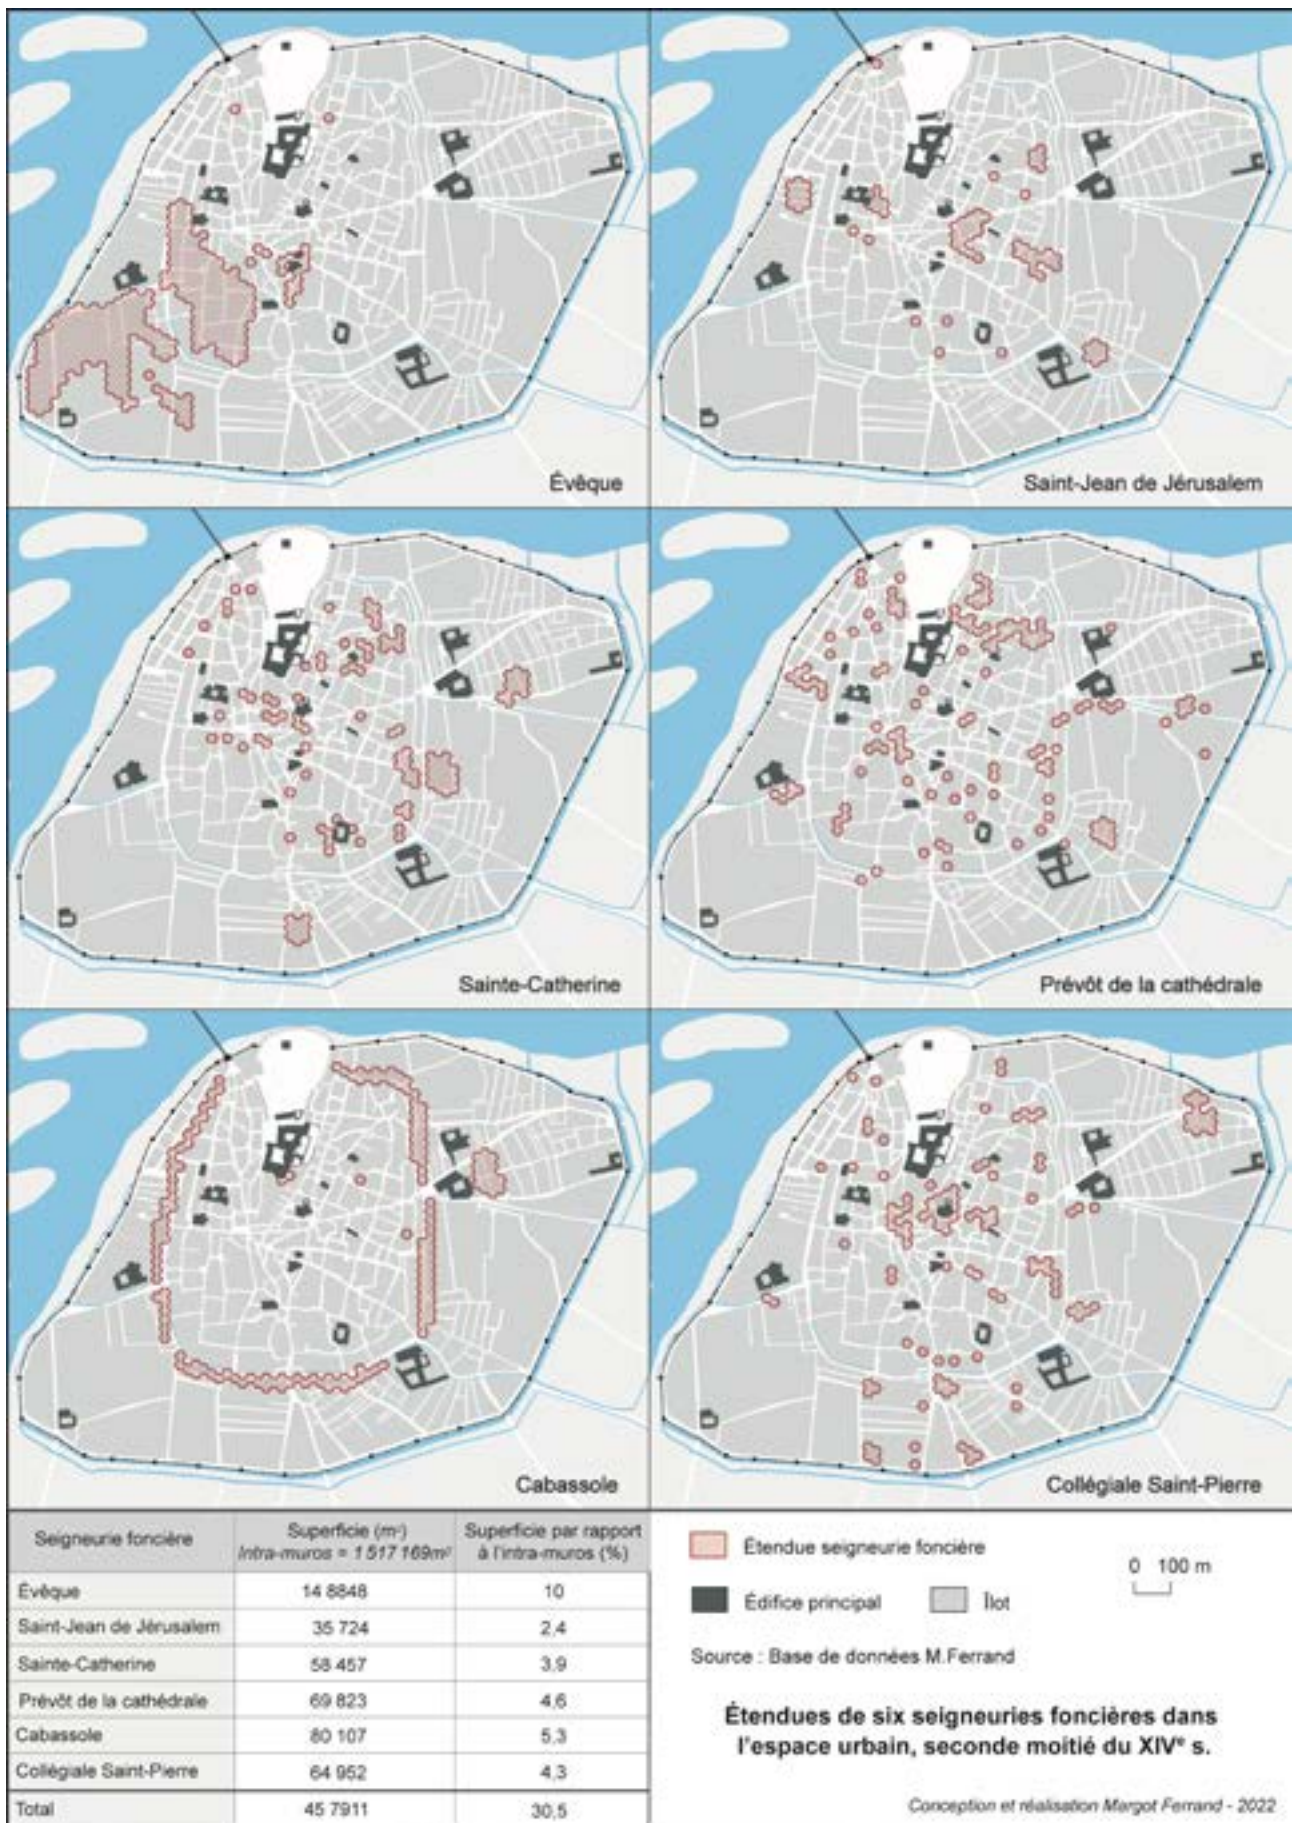 Évêque
Saint-Jean de Jérusalem
Sainte-Catherine
Prévôt de la cathédrale
Cabassole
Collégiale Saint-Pierre
Seigneurie foncière
Superficie (m²)
Intra-muros = 1 517 169m²
Superficie par rapport
à l'intra-muros (%)
Évêque 14 8848 10
Saint-Jean de Jérusalem 35 724 2,4
Sainte-Catherine 58 457 3,9
Prévôt de la cathédrale 69 823 4,6
Cabassole 80 107 5,3
Collégiale Saint-Pierre 64 952 4,3
Total 45 7911 30,5
Étendue seigneurie foncière
0 100 m
Édifice principal
Îlot
Source : Base de données M.Ferrand
Étendues de six seigneuries foncières dans
l'espace urbain, seconde moitié du XIVᵉ s.
Conception et réalisation Margot Ferrand - 2022